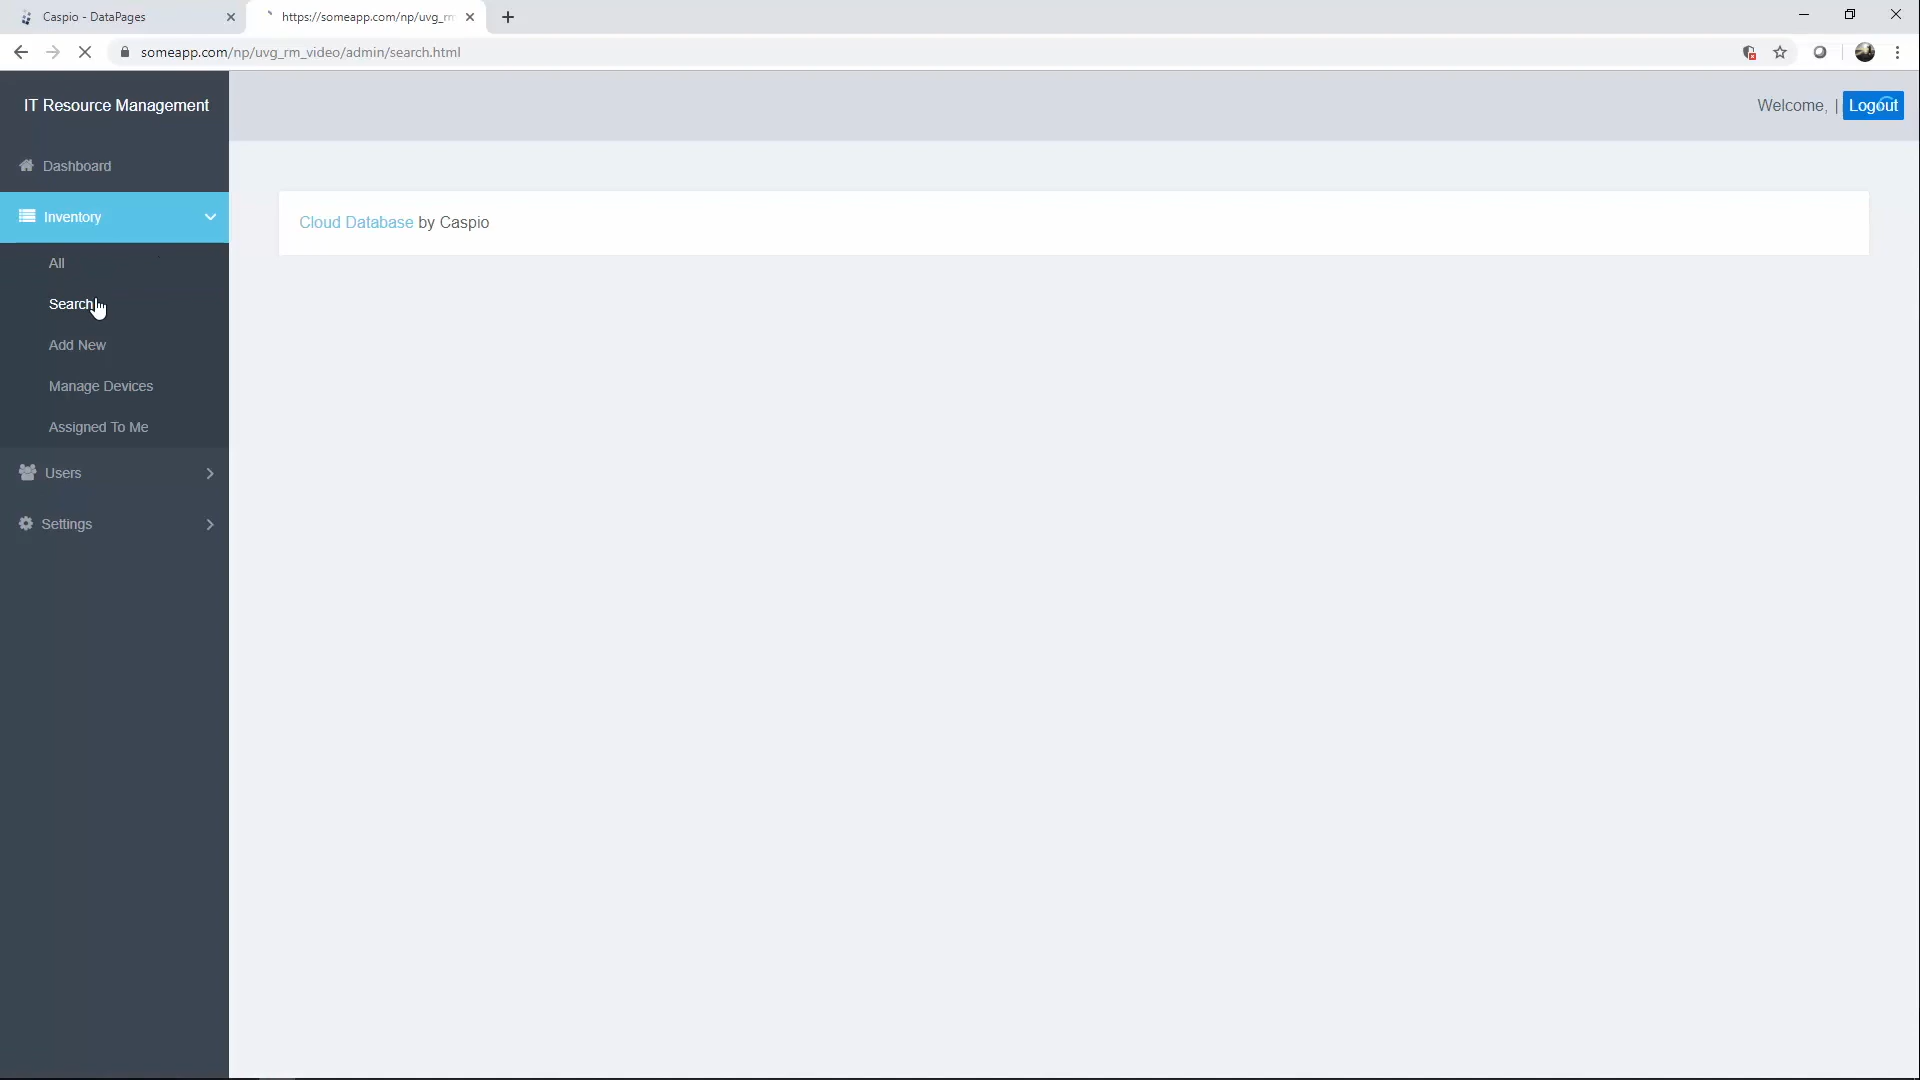 Caspio - DataPages
https://someapp.com/np/uvg_rm
someapp.com/np/uvg_rm_video/admin/search.html
IT Resource Management
Welcome, | Logout
Dashboard
Inventory
All
Search
Add New
Manage Devices
Assigned To Me
Users
Settings
Cloud Database by Caspio